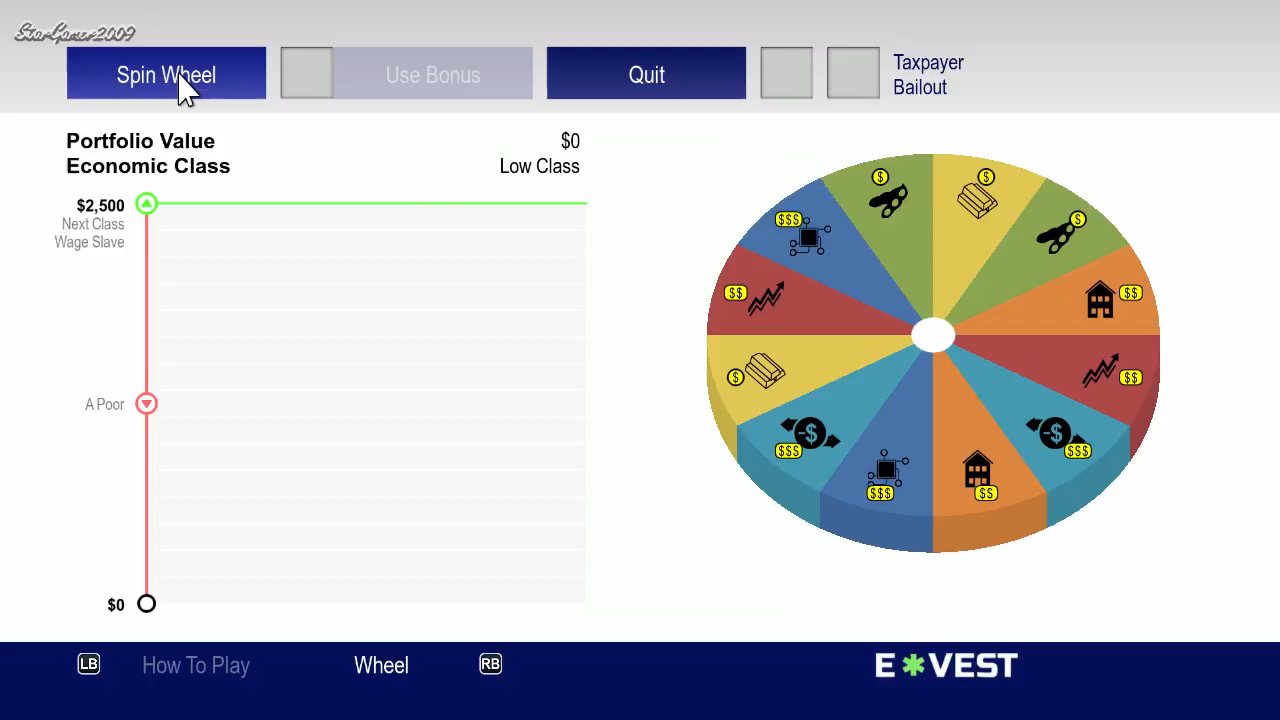 StarGamer2009
Spin Wheel
Use Bonus
Quit
Taxpayer
Bailout
Portfolio Value $0
Economic Class Low Class
$2,500
Next Class
Wage Slave
A Poor
$0
$
$
$
$$$
$$
$$
$$
$
-$
$$$
-$
$$$
$$$
$$
LB How To Play Wheel RB
E*VEST